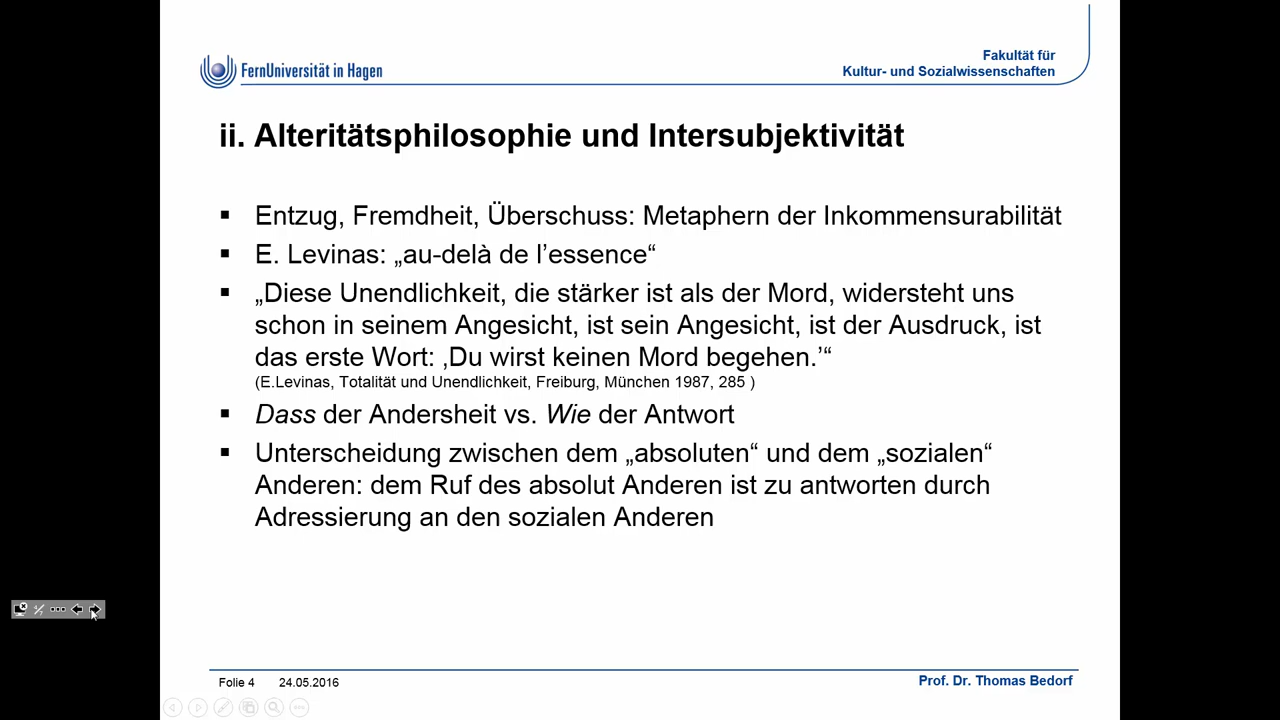 FernUniversität in Hagen
Fakultät für
Kultur- und Sozialwissenschaften
ii. Alteritätsphilosophie und Intersubjektivität
▪ Entzug, Fremdheit, Überschuss: Metaphern der Inkommensurabilität
▪ E. Levinas: „au-delà de l’essence“
▪ „Diese Unendlichkeit, die stärker ist als der Mord, widersteht uns
schon in seinem Angesicht, ist sein Angesicht, ist der Ausdruck, ist
das erste Wort: ‚Du wirst keinen Mord begehen.’“
(E.Levinas, Totalität und Unendlichkeit, Freiburg, München 1987, 285 )
▪ Dass der Andersheit vs. Wie der Antwort
▪ Unterscheidung zwischen dem „absoluten“ und dem „sozialen“
Anderen: dem Ruf des absolut Anderen ist zu antworten durch
Adressierung an den sozialen Anderen
Folie 4 24.05.2016
Prof. Dr. Thomas Bedorf